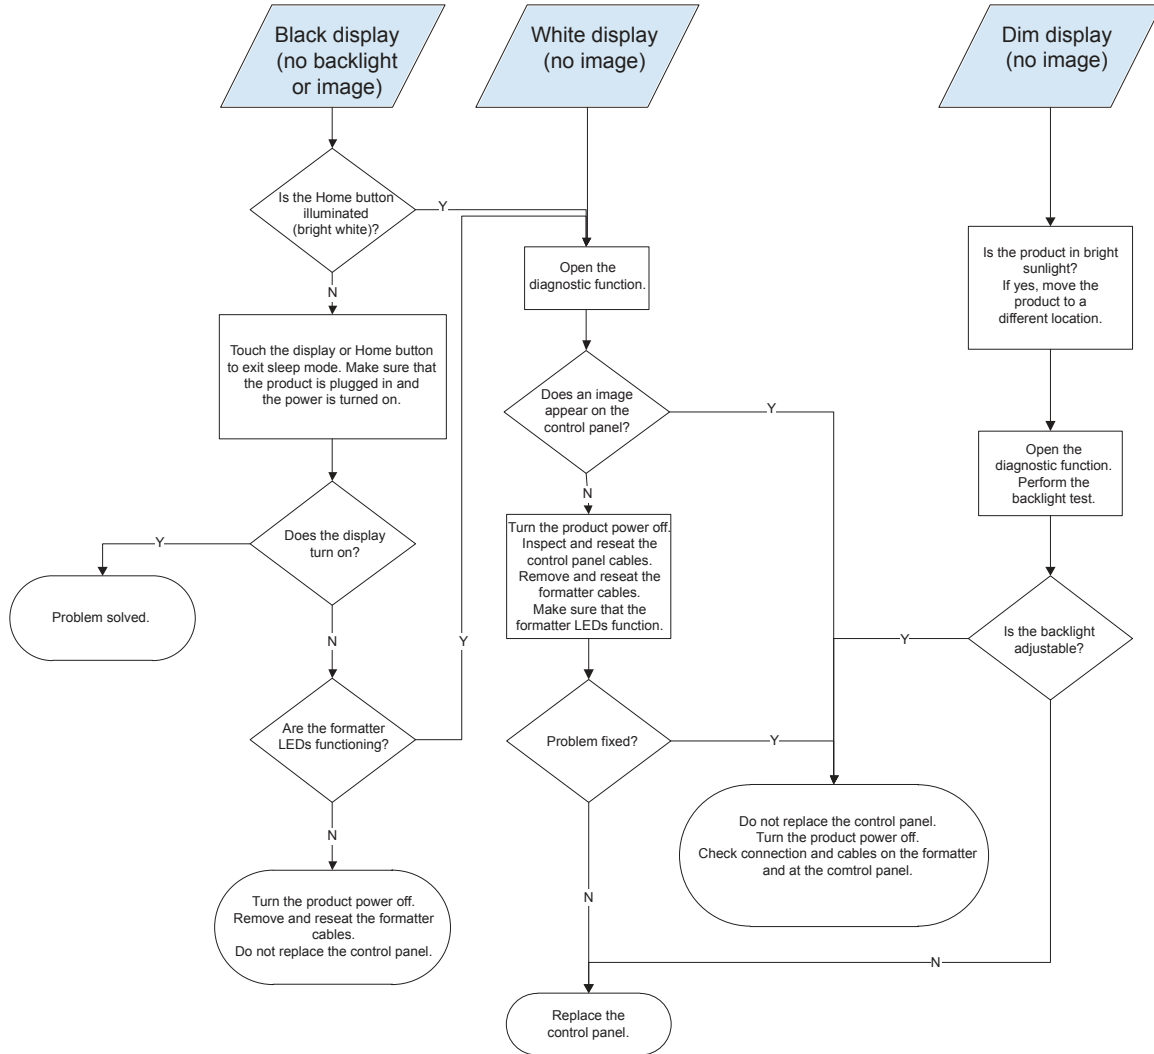 Black display
(no backlight
or image)
White display
(no image)
Dim display
(no image)
Is the Home button
illuminated
(bright white)?
Y
N
Touch the display or Home button
to exit sleep mode. Make sure that
the product is plugged in and
the power is turned on.
Does the display
turn on?
Y
Problem solved.
N
Are the formatter
LEDs functioning?
Y
N
Turn the product power off.
Remove and reseat the formatter
cables.
Do not replace the control panel.
Open the
diagnostic function.
Does an image
appear on the
control panel?
Y
N
Turn the product power off.
Inspect and reseat the
control panel cables.
Remove and reseat the
formatter cables.
Make sure that the
formatter LEDs function.
Problem fixed?
Y
N
Do not replace the control panel.
Turn the product power off.
Check connection and cables on the formatter
and at the comtrol panel.
Replace the
control panel.
Is the product in bright
sunlight?
If yes, move the
product to a
different location.
Open the
diagnostic function.
Perform the
backlight test.
Is the backlight
adjustable?
Y
N